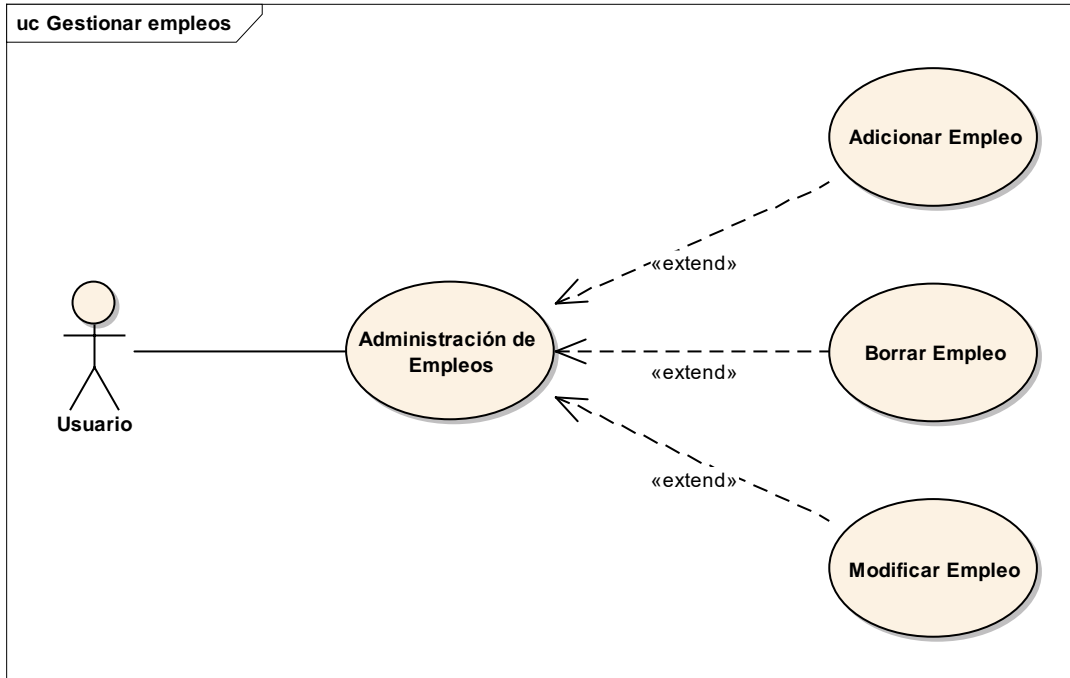 uc Gestionar empleos
Adicionar Empleo
«extend»
Administración de
Empleos
«extend»
Borrar Empleo
Usuario
«extend»
Modificar Empleo